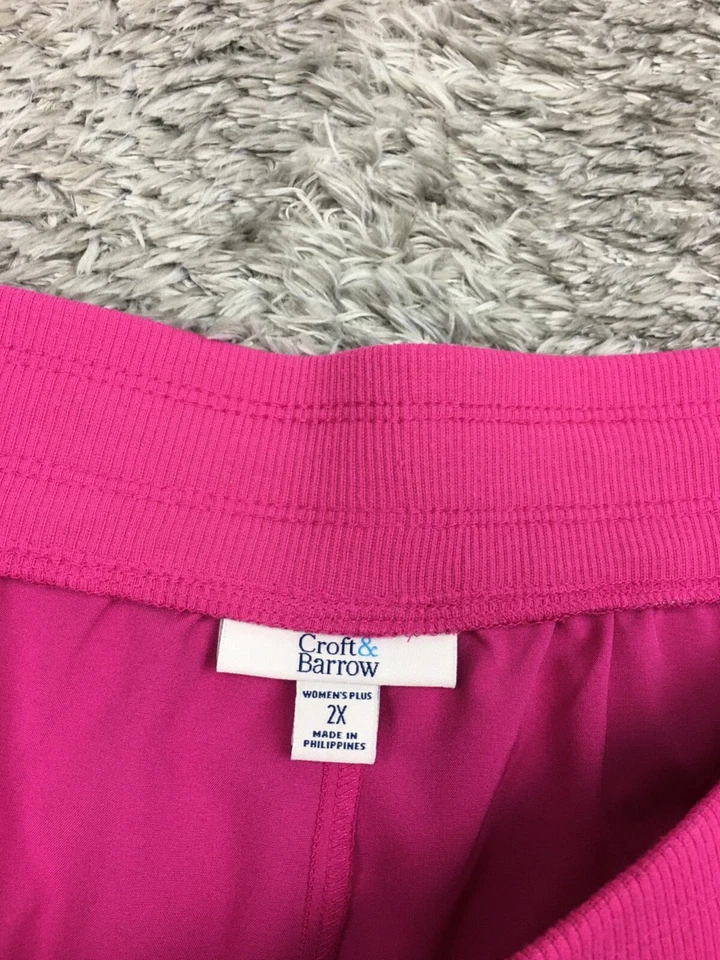 Croft&
Barrow
WOMEN'S PLUS
2X
MADE IN
PHILIPPINES